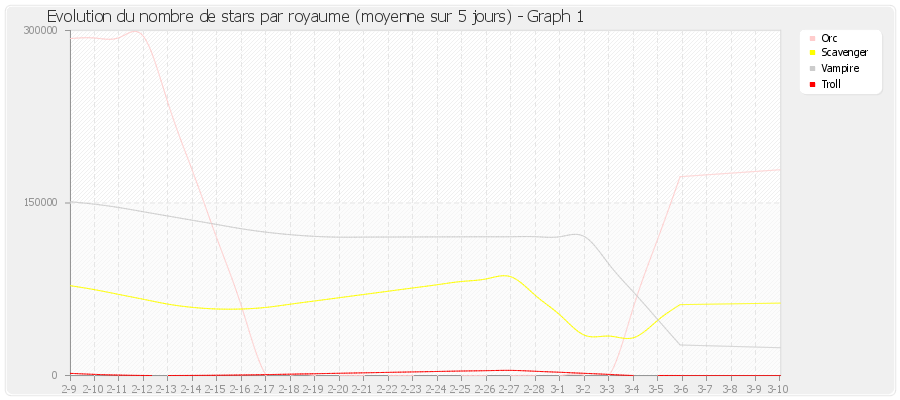 Evolution du nombre de stars par royaume (moyenne sur 5 jours) - Graph 1
300000
150000
0
Orc
Scavenger
Vampire
Troll
2-9 2-10 2-11 2-12 2-13 2-14 2-15 2-16 2-17 2-18 2-19 2-20 2-21 2-22 2-23 2-24 2-25 2-26 2-27 2-28 3-1 3-2 3-3 3-4 3-5 3-6 3-7 3-8 3-9 3-10